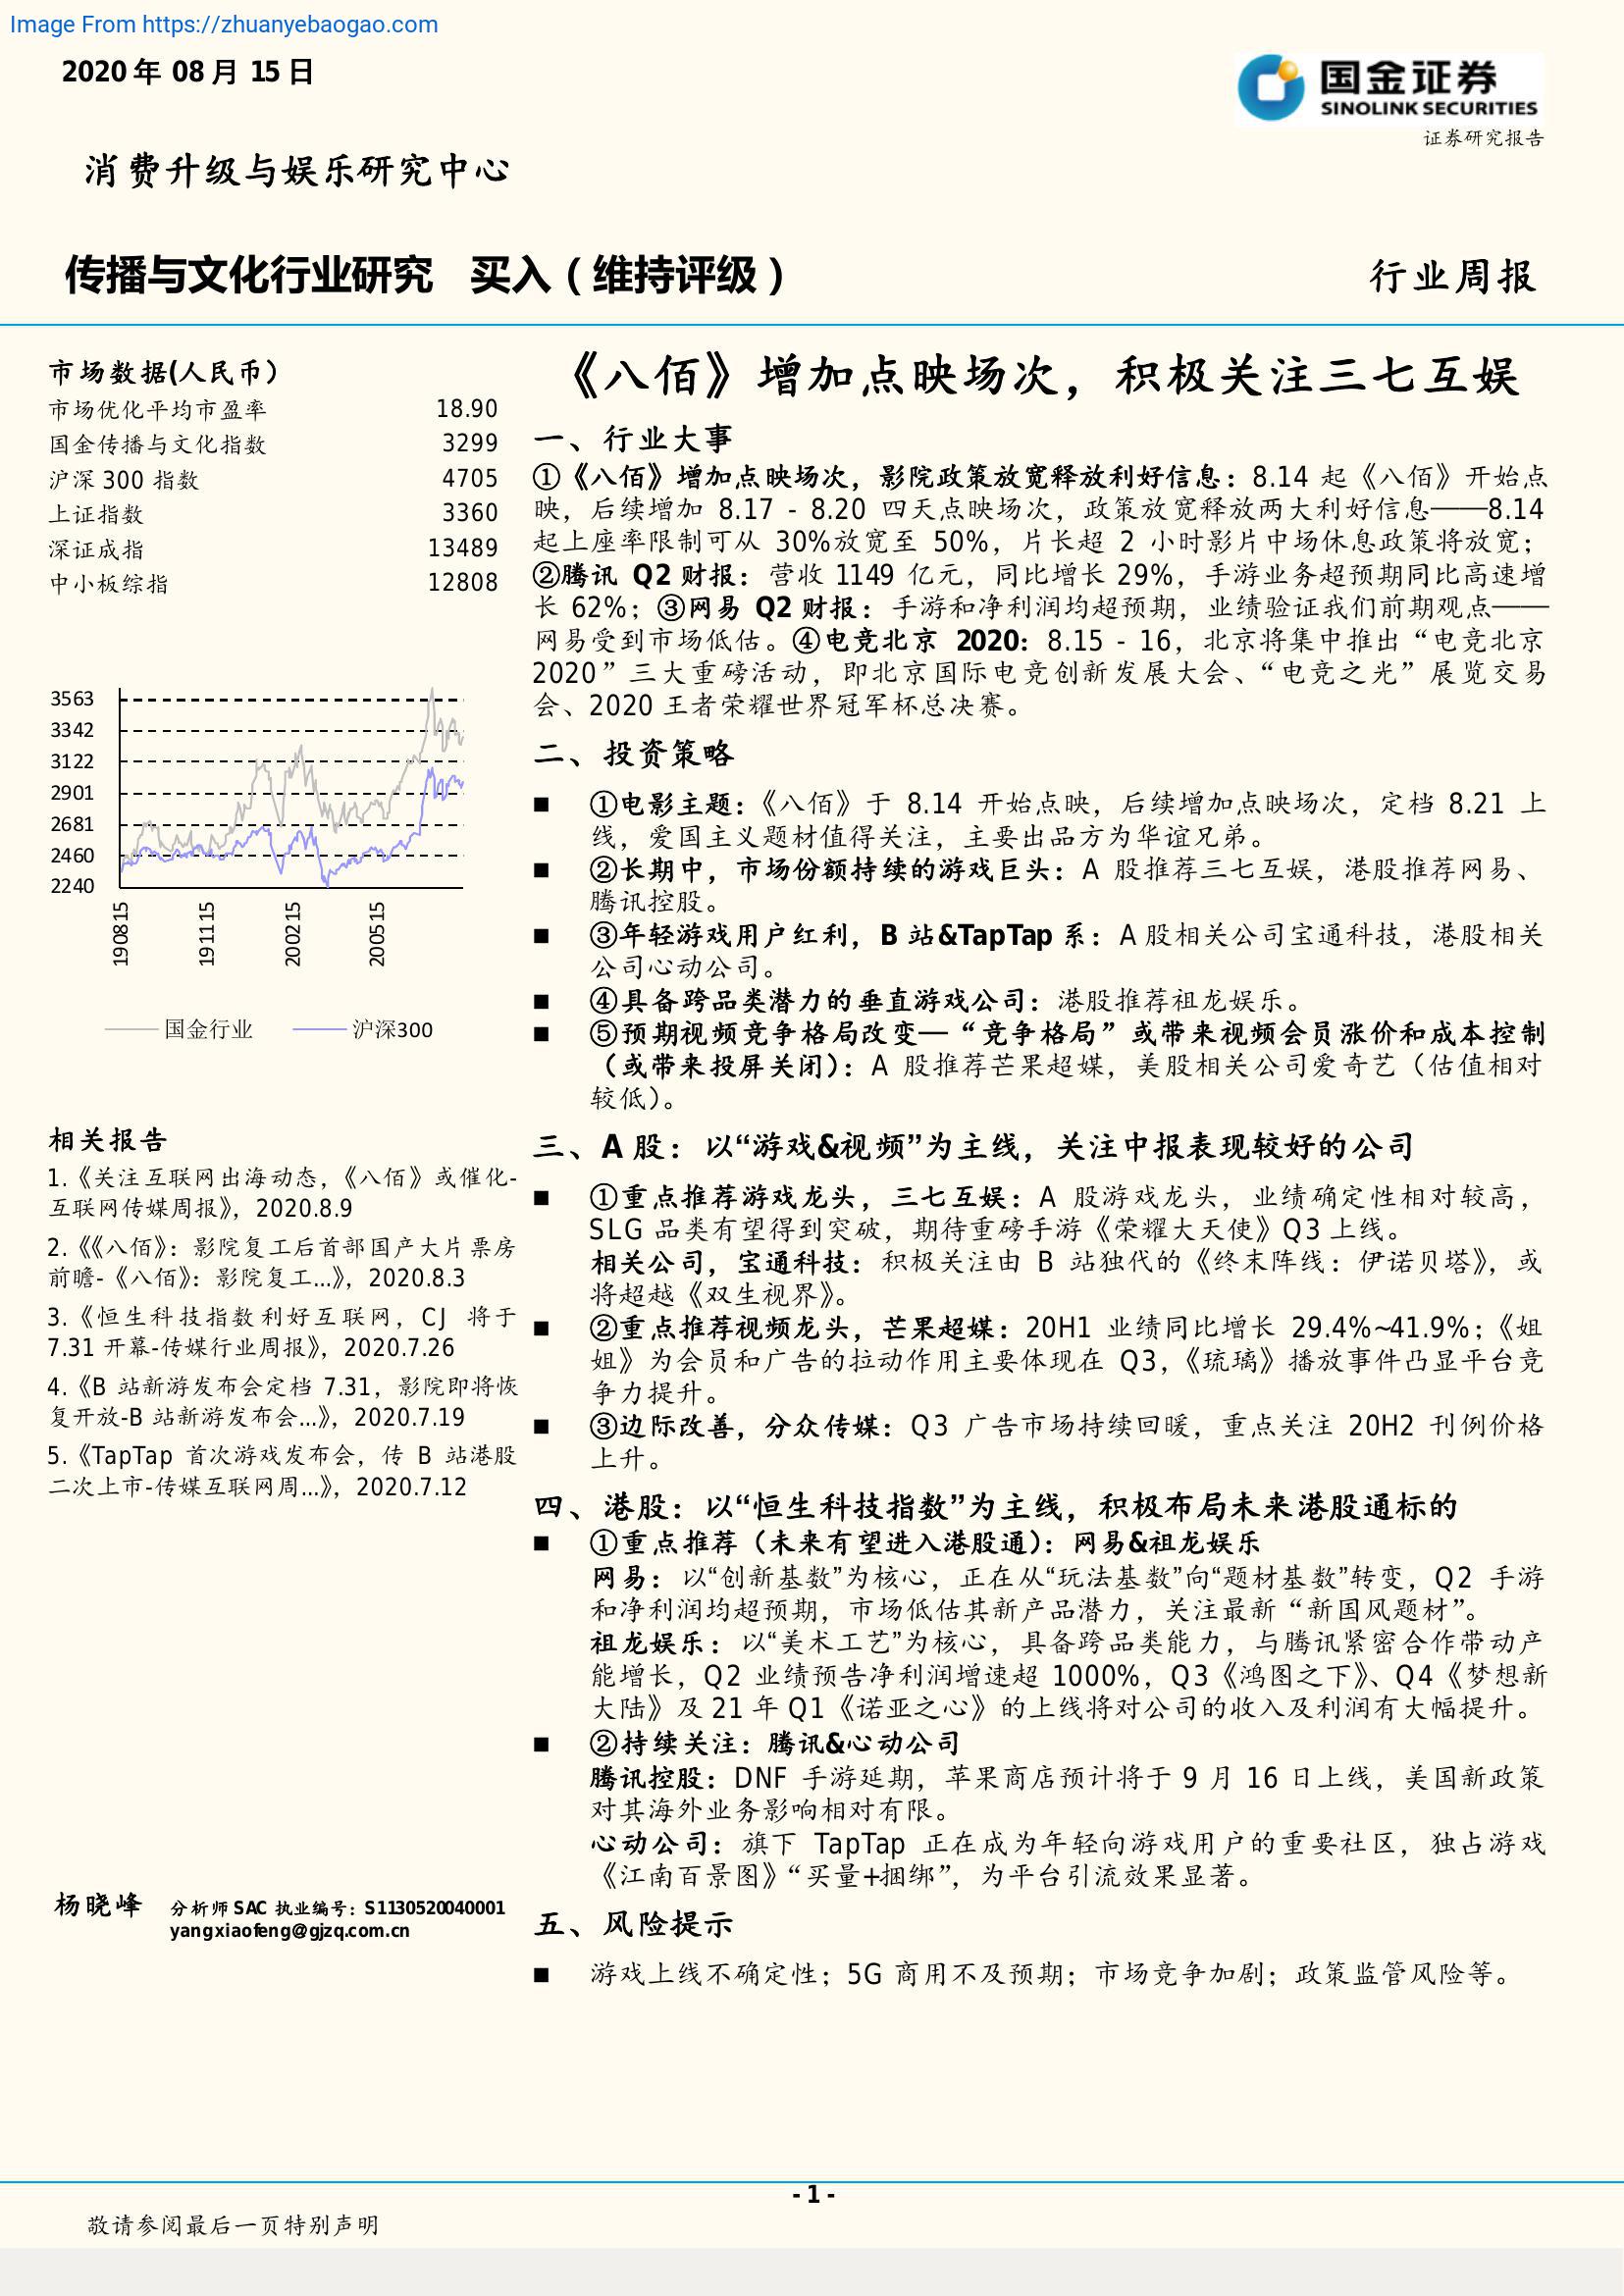 Image From https://zhuanyebaogao.com
2020 年 08 月 15 日
国金证券
SINOLINK SECURITIES
证券研究报告
消费升级与娱乐研究中心
传播与文化行业研究 买入（维持评级）
行业周报
市场数据(人民币）
市场优化平均市盈率 18.90
国金传播与文化指数 3299
沪深 300 指数 4705
上证指数 3360
深证成指 13489
中小板综指 12808
3563
3342
3122
2901
2681
2460
2240
190815
191115
200215
200515
国金行业 沪深300
相关报告
1.《关注互联网出海动态，《八佰》或催化-
互联网传媒周报》，2020.8.9
2.《《八佰》：影院复工后首部国产大片票房
前瞻-《八佰》：影院复工...》，2020.8.3
3.《恒生科技指数利好互联网，CJ 将于
7.31 开幕-传媒行业周报》，2020.7.26
4.《B 站新游发布会定档 7.31，影院即将恢
复开放-B 站新游发布会...》，2020.7.19
5.《TapTap 首次游戏发布会，传 B 站港股
二次上市-传媒互联网周...》，2020.7.12
杨晓峰 分析师 SAC 执业编号：S1130520040001
yangxiaofeng@gjzq.com.cn
《八佰》增加点映场次，积极关注三七互娱
一、行业大事
①《八佰》增加点映场次，影院政策放宽释放利好信息：8.14 起《八佰》开始点
映，后续增加 8.17 - 8.20 四天点映场次，政策放宽释放两大利好信息——8.14
起上座率限制可从 30%放宽至 50%，片长超 2 小时影片中场休息政策将放宽；
②腾讯 Q2 财报：营收 1149 亿元，同比增长 29%，手游业务超预期同比高速增
长 62%；③网易 Q2 财报：手游和净利润均超预期，业绩验证我们前期观点——
网易受到市场低估。④电竞北京 2020：8.15 - 16，北京将集中推出“电竞北京
2020”三大重磅活动，即北京国际电竞创新发展大会、“电竞之光”展览交易
会、2020 王者荣耀世界冠军杯总决赛。
二、投资策略
■ ①电影主题：《八佰》于 8.14 开始点映，后续增加点映场次，定档 8.21 上
线，爱国主义题材值得关注，主要出品方为华谊兄弟。
■ ②长期中，市场份额持续的游戏巨头：A 股推荐三七互娱，港股推荐网易、
腾讯控股。
■ ③年轻游戏用户红利，B 站&TapTap 系：A 股相关公司宝通科技，港股相关
公司心动公司。
■ ④具备跨品类潜力的垂直游戏公司：港股推荐祖龙娱乐。
■ ⑤预期视频竞争格局改变—“竞争格局”或带来视频会员涨价和成本控制
（或带来投屏关闭）：A 股推荐芒果超媒，美股相关公司爱奇艺（估值相对
较低）。
三、A 股：以“游戏&视频”为主线，关注中报表现较好的公司
■ ①重点推荐游戏龙头，三七互娱：A 股游戏龙头，业绩确定性相对较高，
SLG 品类有望得到突破，期待重磅手游《荣耀大天使》Q3 上线。
相关公司，宝通科技：积极关注由 B 站独代的《终末阵线：伊诺贝塔》，或
将超越《双生视界》。
■ ②重点推荐视频龙头，芒果超媒：20H1 业绩同比增长 29.4%~41.9%；《姐
姐》为会员和广告的拉动作用主要体现在 Q3，《琉璃》播放事件凸显平台竞
争力提升。
■ ③边际改善，分众传媒：Q3 广告市场持续回暖，重点关注 20H2 刊例价格
上升。
四、港股：以“恒生科技指数”为主线，积极布局未来港股通标的
■ ①重点推荐（未来有望进入港股通）：网易&祖龙娱乐
网易：以“创新基数”为核心，正在从“玩法基数”向“题材基数”转变，Q2 手游
和净利润均超预期，市场低估其新产品潜力，关注最新“新国风题材”。
祖龙娱乐：以“美术工艺”为核心，具备跨品类能力，与腾讯紧密合作带动产
能增长，Q2 业绩预告净利润增速超 1000%，Q3《鸿图之下》、Q4《梦想新
大陆》及 21 年 Q1《诺亚之心》的上线将对公司的收入及利润有大幅提升。
■ ②持续关注：腾讯&心动公司
腾讯控股：DNF 手游延期，苹果商店预计将于 9 月 16 日上线，美国新政策
对其海外业务影响相对有限。
心动公司：旗下 TapTap 正在成为年轻向游戏用户的重要社区，独占游戏
《江南百景图》“买量+捆绑”，为平台引流效果显著。
五、风险提示
■ 游戏上线不确定性；5G 商用不及预期；市场竞争加剧；政策监管风险等。
- 1 -
敬请参阅最后一页特别声明